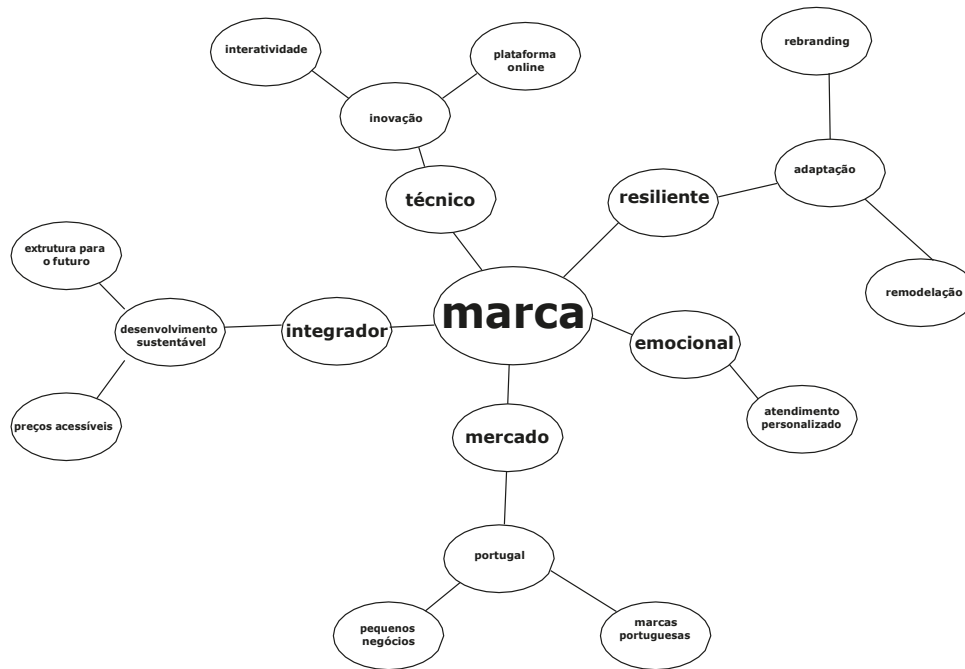 rebranding
interatividade
plataforma
online
inovação
adaptação
técnico
resiliente
extrutura para
o futuro
remodelação
marca
desenvolvimento
sustentável
integrador
emocional
preços acessíveis
mercado
atendimento
personalizado
portugal
pequenos
negócios
marcas
portuguesas